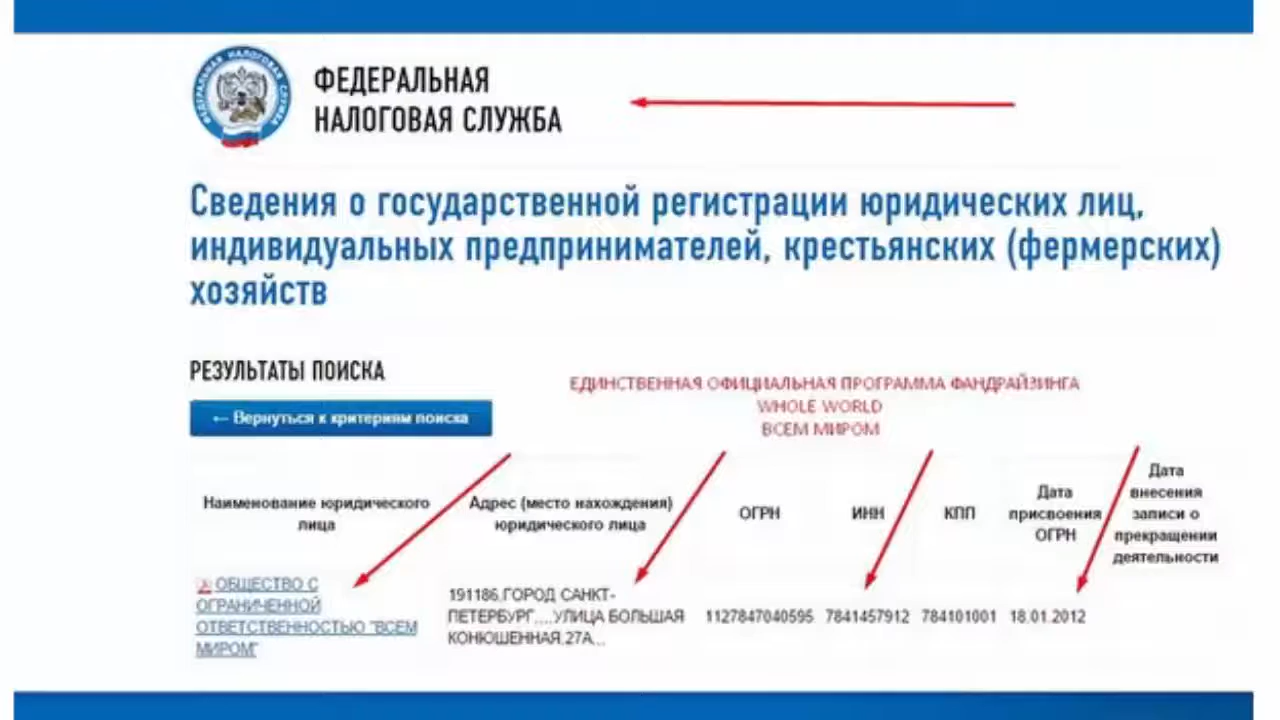 ФЕДЕРАЛЬНАЯ НАЛОГОВАЯ СЛУЖБА
ФЕДЕРАЛЬНАЯ
НАЛОГОВАЯ СЛУЖБА
Сведения о государственной регистрации юридических лиц,
индивидуальных предпринимателей, крестьянских (фермерских)
хозяйств
РЕЗУЛЬТАТЫ ПОИСКА
← Вернуться к критериям поиска
ЕДИНСТВЕННАЯ ОФИЦИАЛЬНАЯ ПРОГРАММА ФАНДРАЙЗИНГА
WHOLE WORLD
ВСЕМ МИРОМ
Наименование юридического
лица
Адрес (место нахождения)
юридического лица
ОГРН
ИНН
КПП
Дата
присвоения
ОГРН
Дата
внесения
записи о
прекращении
деятельности
ОБЩЕСТВО С
ОГРАНИЧЕННОЙ
ОТВЕТСТВЕННОСТЬЮ "ВСЕМ
МИРОМ"
191186,ГОРОД САНКТ-
ПЕТЕРБУРГ,,,,УЛИЦА БОЛЬШАЯ
КОНЮШЕННАЯ,27А,,
1127847040595
7841457912
784101001
18.01.2012